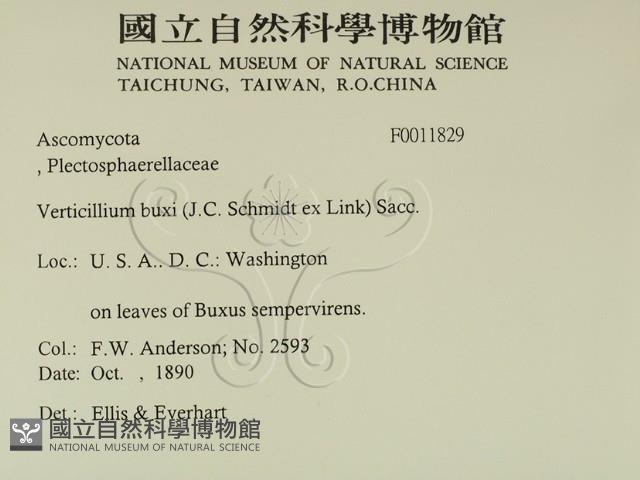 國立自然科學博物館
NATIONAL MUSEUM OF NATURAL SCIENCE
TAICHUNG, TAIWAN, R.O.CHINA
Ascomycota F0011829
, Plectosphaerellaceae
Verticillium buxi (J.C. Schmidt ex Link) Sacc.
Loc.: U. S. A.. D. C.: Washington
on leaves of Buxus sempervirens.
Col.: F.W. Anderson; No. 2593
Date: Oct. , 1890
Det.: Ellis & Everhart
國立自然科學博物館
NATIONAL MUSEUM OF NATURAL SCIENCE